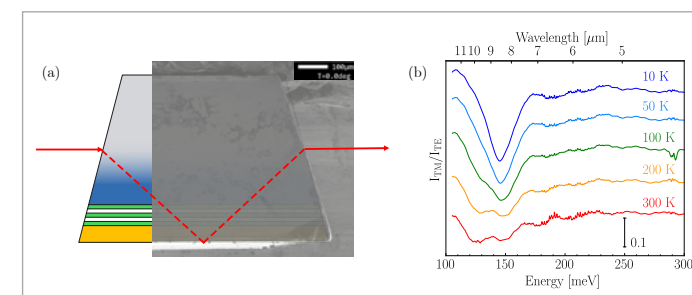 (a)
100μm
T=0.0deg
(b)
Wavelength [μm]
11 10 9 8 7 6 5
I_TM/I_TE
10 K
50 K
100 K
200 K
300 K
0.1
100 150 200 250 300
Energy [meV]